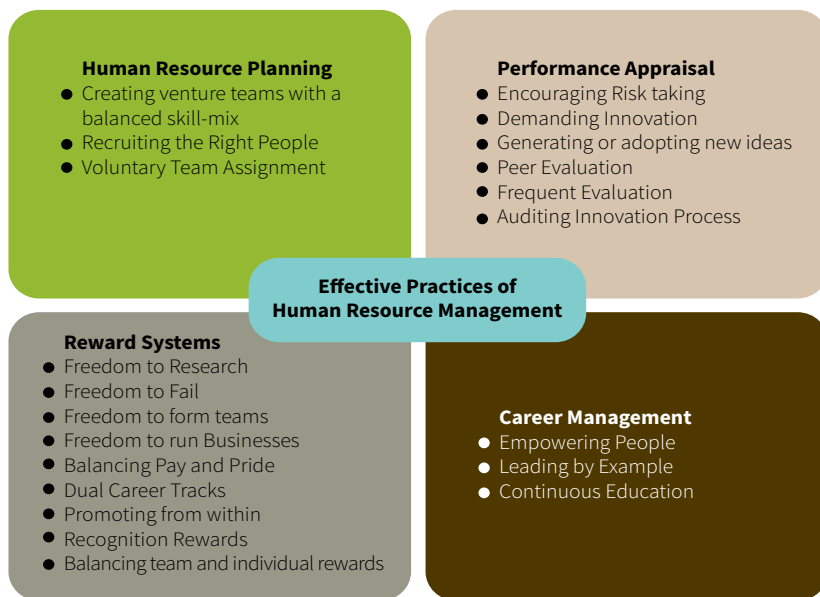 Human Resource Planning
● Creating venture teams with a
balanced skill-mix
● Recruiting the Right People
● Voluntary Team Assignment
Performance Appraisal
● Encouraging Risk taking
● Demanding Innovation
● Generating or adopting new ideas
● Peer Evaluation
● Frequent Evaluation
● Auditing Innovation Process
Effective Practices of
Human Resource Management
Reward Systems
● Freedom to Research
● Freedom to Fail
● Freedom to form teams
● Freedom to run Businesses
● Balancing Pay and Pride
● Dual Career Tracks
● Promoting from within
● Recognition Rewards
● Balancing team and individual rewards
Career Management
● Empowering People
● Leading by Example
● Continuous Education